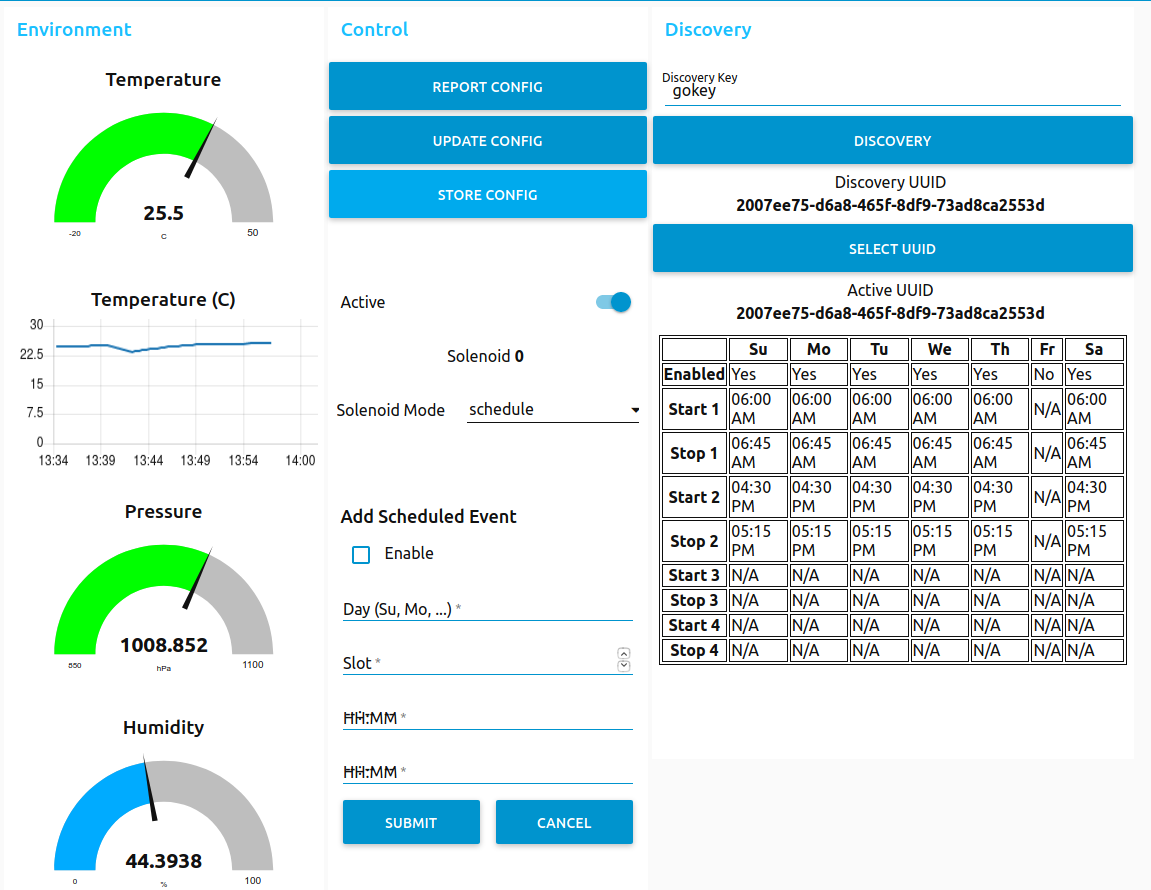 Environment
Temperature
25.5
-20
C
50
Temperature (C)
30
22.5
15
7.5
0
13:34 13:39 13:44 13:49 13:54 14:00
Pressure
1008.852
850
hPa
1100
Humidity
44.3938
0
%
100
Control
REPORT CONFIG
UPDATE CONFIG
STORE CONFIG
Active
Solenoid 0
Solenoid Mode schedule
Add Scheduled Event
Enable
Day (Su, Mo, ...) *
Slot *
HH:MM *
HH:MM *
SUBMIT CANCEL
Discovery
Discovery Key
gokey
DISCOVERY
Discovery UUID
2007ee75-d6a8-465f-8df9-73ad8ca2553d
SELECT UUID
Active UUID
2007ee75-d6a8-465f-8df9-73ad8ca2553d
Su Mo Tu We Th Fr Sa
Enabled Yes Yes Yes Yes Yes No Yes
Start 1 06:00 AM 06:00 AM 06:00 AM 06:00 AM 06:00 AM N/A 06:00 AM
Stop 1 06:45 AM 06:45 AM 06:45 AM 06:45 AM 06:45 AM N/A 06:45 AM
Start 2 04:30 PM 04:30 PM 04:30 PM 04:30 PM 04:30 PM N/A 04:30 PM
Stop 2 05:15 PM 05:15 PM 05:15 PM 05:15 PM 05:15 PM N/A 05:15 PM
Start 3 N/A N/A N/A N/A N/A N/A N/A
Stop 3 N/A N/A N/A N/A N/A N/A N/A
Start 4 N/A N/A N/A N/A N/A N/A N/A
Stop 4 N/A N/A N/A N/A N/A N/A N/A